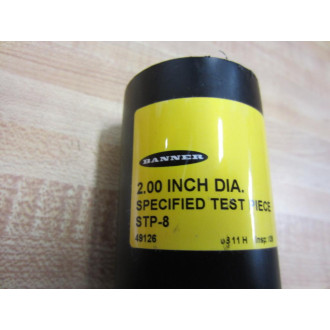 BANNER
2.00 INCH DIA.
SPECIFIED TEST PIECE
STP-8
49126